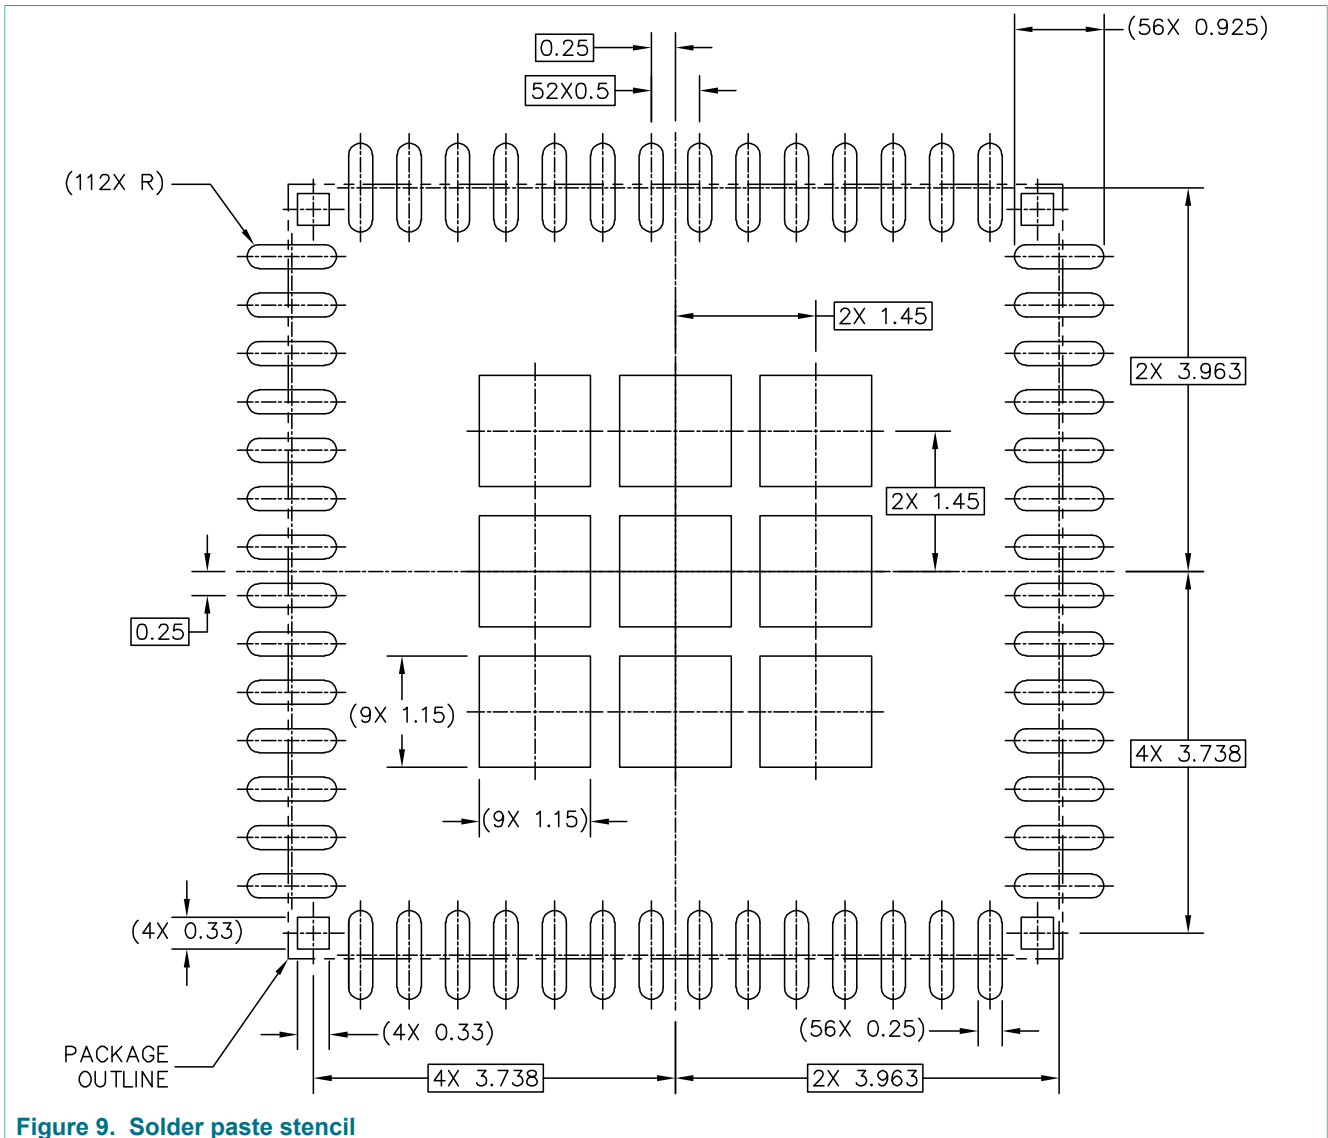 (56X 0.925)
0.25
52X0.5
(112X R)
2X 1.45
2X 3.963
2X 1.45
0.25
(9X 1.15)
4X 3.738
(9X 1.15)
(4X 0.33)
(4X 0.33)
(56X 0.25)
PACKAGE
OUTLINE
4X 3.738
2X 3.963
Figure 9. Solder paste stencil